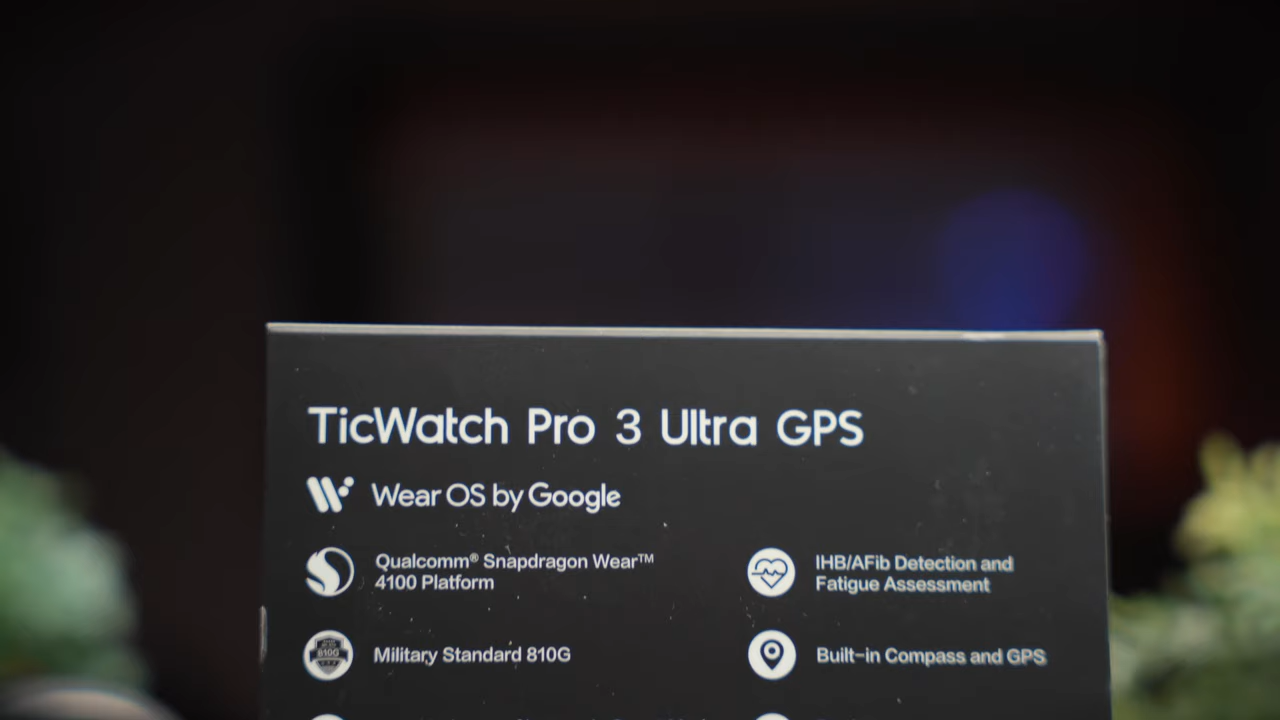 TicWatch Pro 3 Ultra GPS
Wear OS by Google
Qualcomm® Snapdragon Wear™
4100 Platform
IHB/AFib Detection and
Fatigue Assessment
810G
Military Standard 810G
Built-in Compass and GPS